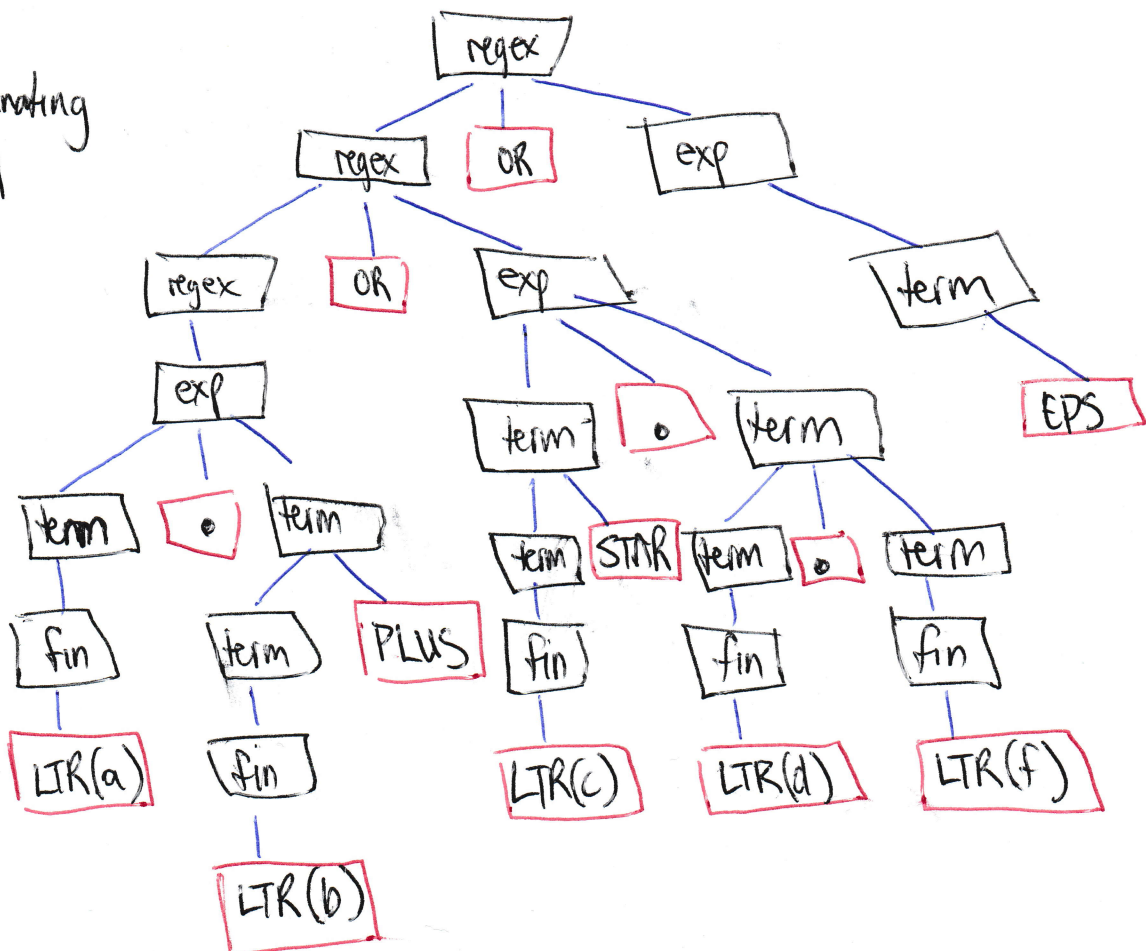 regex
nating
regex OR exp
regex OR exp term
exp
term • term EPS
term • term
term STAR term • term
fin term PLUS fin fin fin
LTR(a) fin LTR(c) LTR(d) LTR(f)
LTR(b)